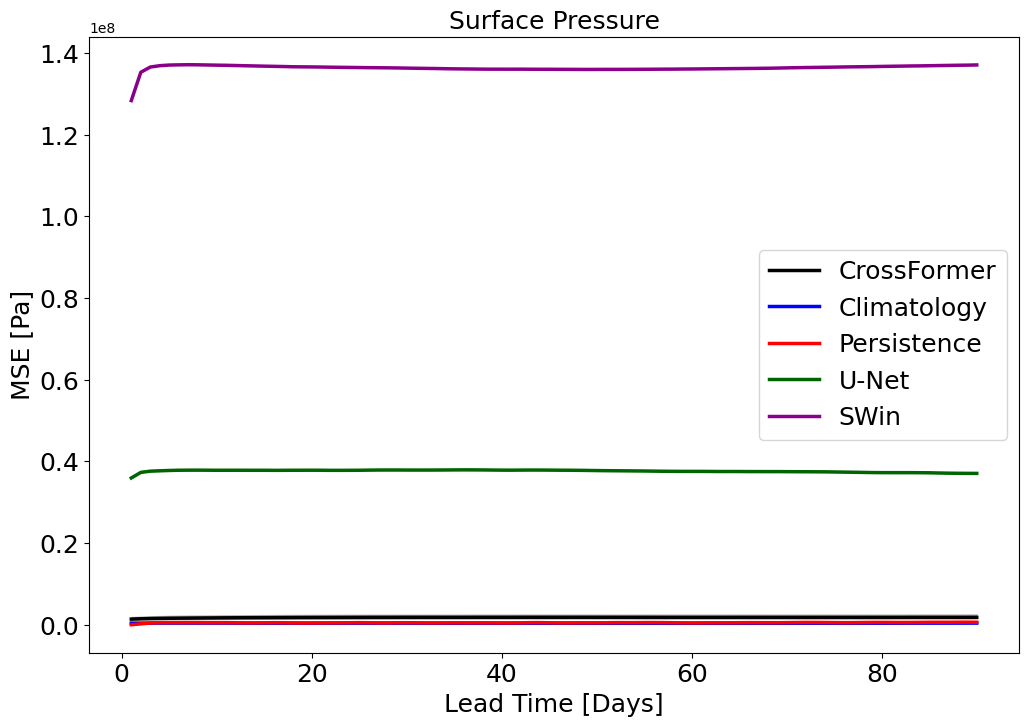 Surface Pressure
1e8
1.4
1.2
1.0
0.8
0.6
0.4
0.2
0.0
MSE [Pa]
CrossFormer
Climatology
Persistence
U-Net
SWin
0 20 40 60 80
Lead Time [Days]